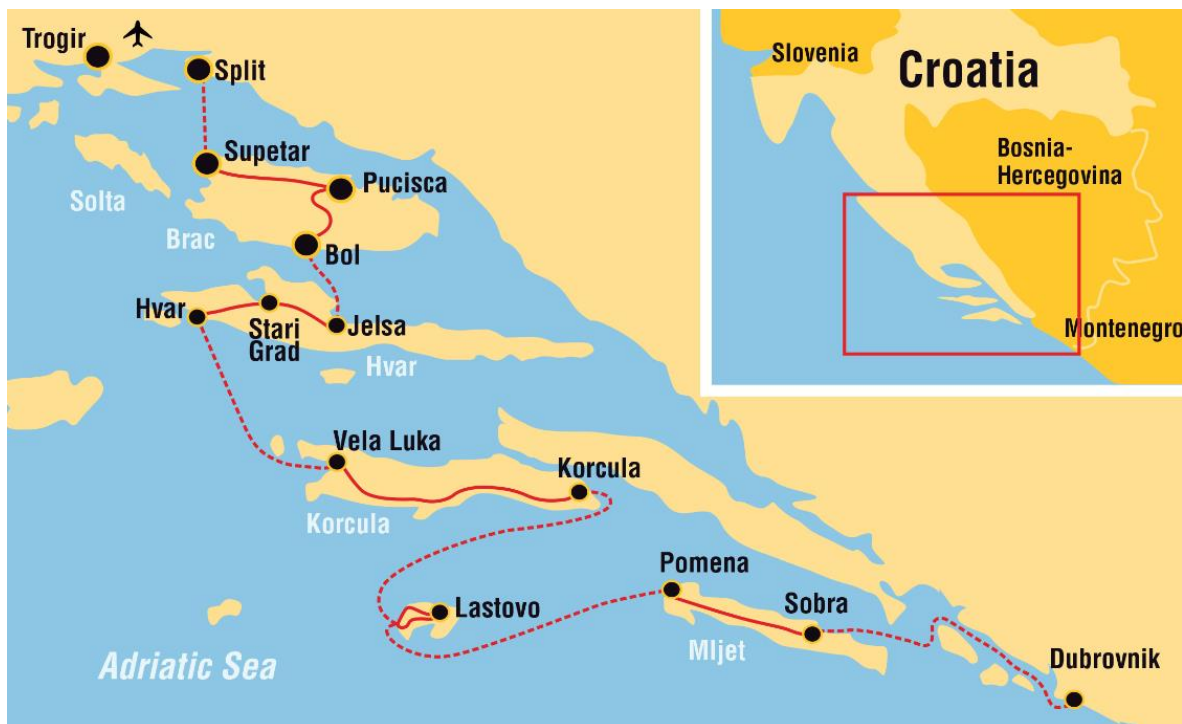 Trogir
Split
Supetar
Pucisca
Solta
Brac
Bol
Hvar
Stari
Grad
Jelsa
Hvar
Vela Luka
Korcula
Korcula
Pomena
Lastovo
Sobra
Mljet
Adriatic Sea
Dubrovnik
Slovenia
Croatia
Bosnia-
Hercegovina
Montenegro